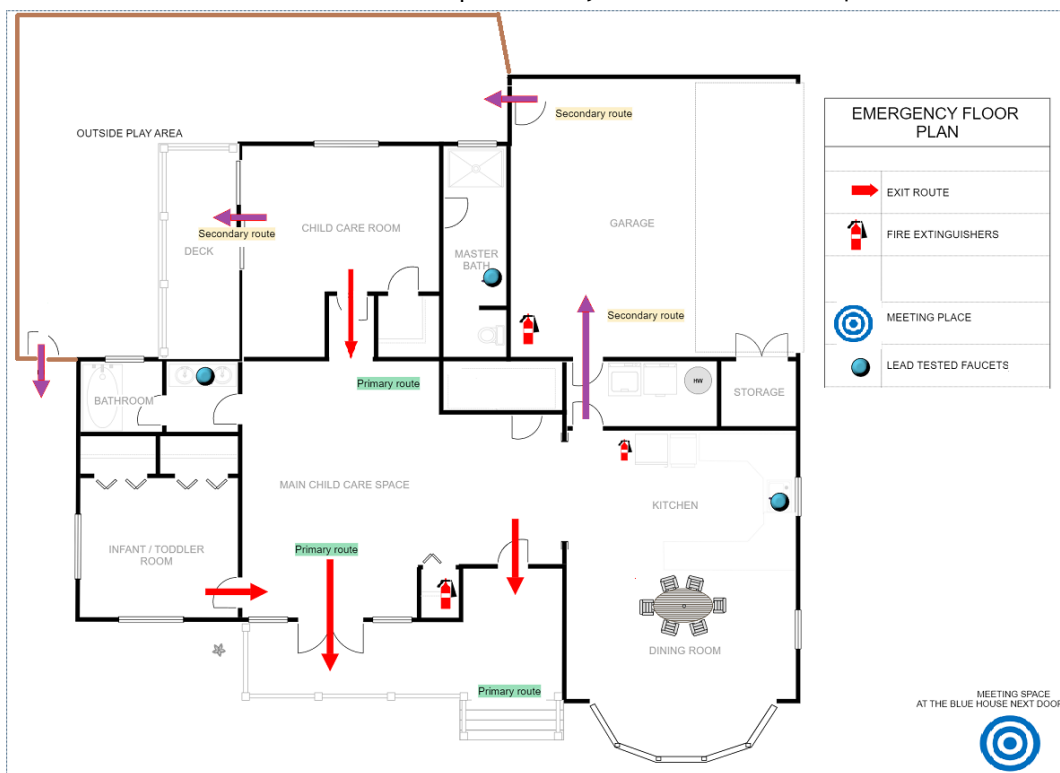 Secondary route
OUTSIDE PLAY AREA
EMERGENCY FLOOR
PLAN
EXIT ROUTE
FIRE EXTINGUISHERS
MEETING PLACE
LEAD TESTED FAUCETS
GARAGE
CHILD CARE ROOM
Secondary route
DECK
MASTER
BATH
Secondary route
Primary route
HW
STORAGE
BATHROOM
MAIN CHILD CARE SPACE
KITCHEN
INFANT / TODDLER
ROOM
Primary route
DINING ROOM
Primary route
MEETING SPACE
AT THE BLUE HOUSE NEXT DOOR